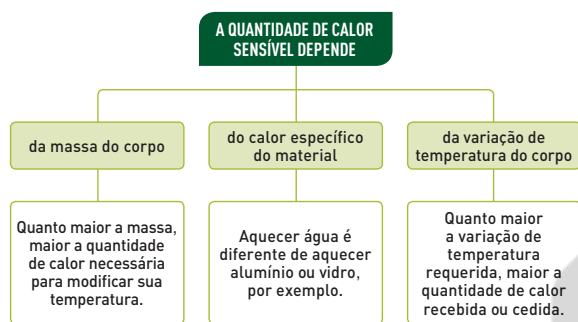 A QUANTIDADE DE CALOR
SENSÍVEL DEPENDE
da massa do corpo
Quanto maior a massa,
maior a quantidade
de calor necessária
para modificar sua
temperatura.
do calor específico
do material
Aquecer água é
diferente de aquecer
alumínio ou vidro,
por exemplo.
da variação de
temperatura do corpo
Quanto maior
a variação de
temperatura
requerida, maior a
quantidade de calor
recebida ou cedida.